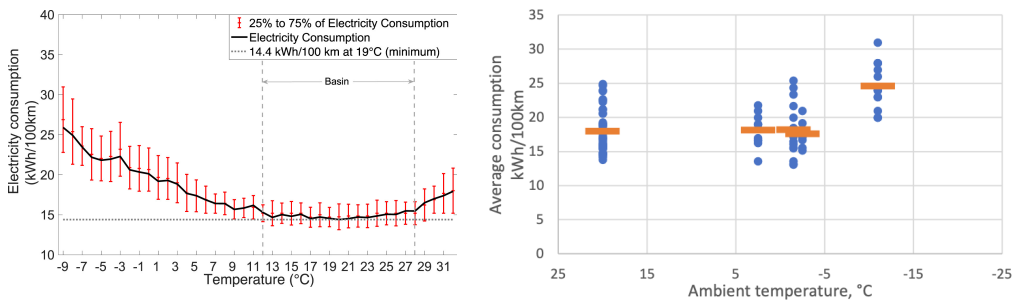 40
35
30
25
20
15
10
Electricity consumption
(kWh/100km)
25% to 75% of Electricity Consumption
Electricity Consumption
14.4 kWh/100 km at 19°C (minimum)
Basin
-9 -7 -5 -3 -1 1 3 5 7 9 11 13 15 17 19 21 23 25 27 29 31
Temperature (°C)
35
30
25
20
15
10
5
0
Average consumption
kWh/100km
25 15 5 -5 -15 -25
Ambient temperature, °C